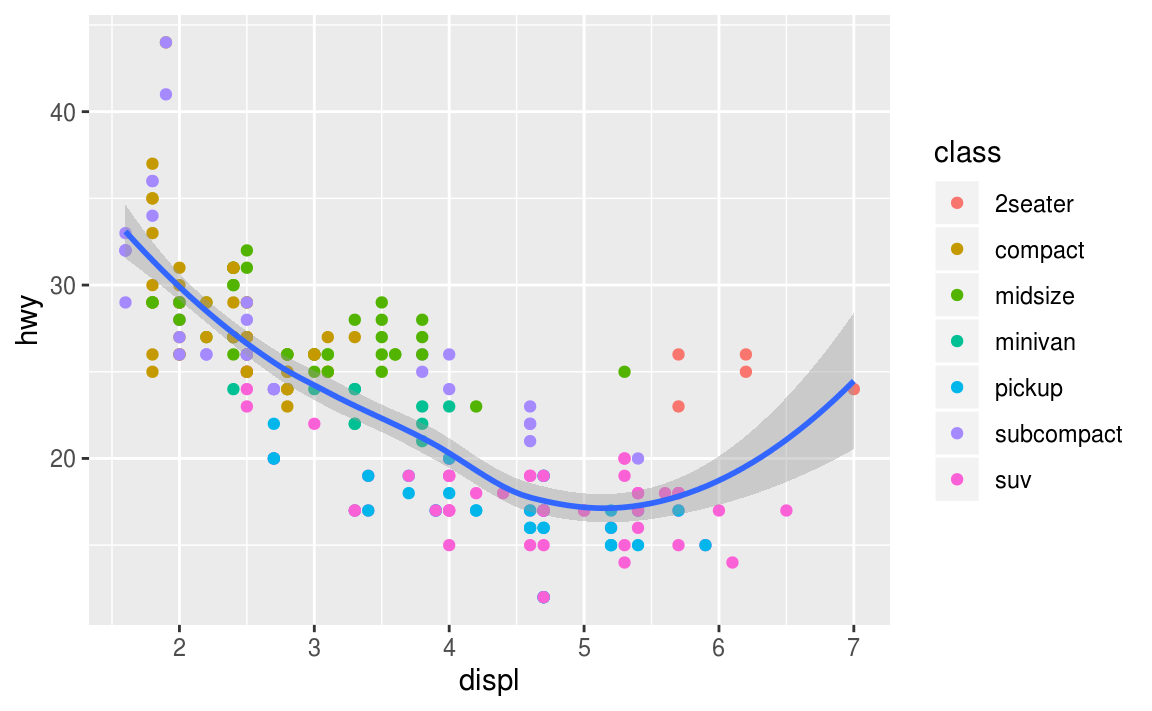 hwy
40
30
20
2 3 4 5 6 7
displ
class
2seater
compact
midsize
minivan
pickup
subcompact
suv